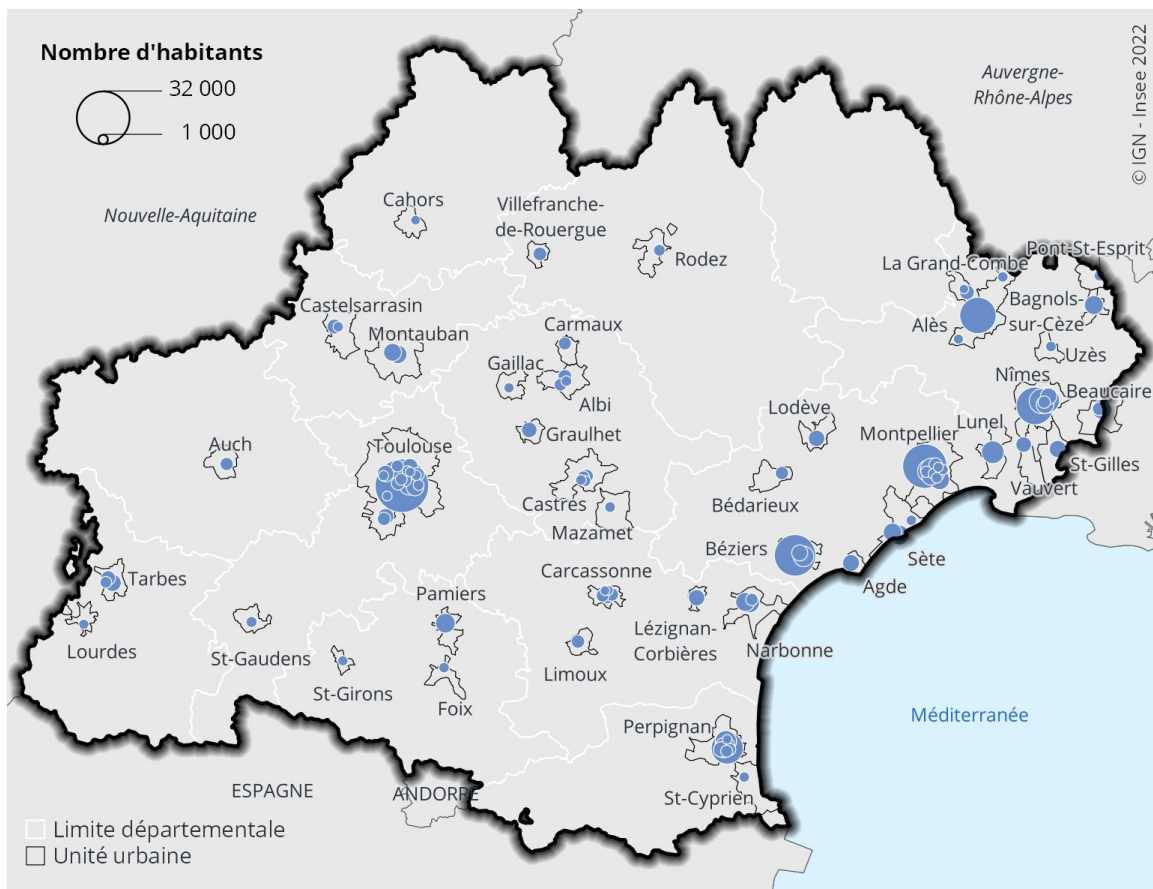 Nombre d'habitants
32 000
1 000
Auvergne-
Rhône-Alpes
© IGN - Insee 2022
Nouvelle-Aquitaine
Cahors
Villefranche-
de-Rouergue
Rodez
Pont-St-Esprit
La Grand-Combe
Castelsarrasin
Montauban
Carmaux
Alès
Bagnols-
sur-Cèze
Uzès
Gaillac
Albi
Nîmes
Beaucaire
Auch
Toulouse
Graulhet
Lodève
Montpellier
Lunel
St-Gilles
Vauvert
Castres
Mazamet
Bédarieux
Béziers
Sète
Agde
Tarbes
Carcassonne
Pamiers
Lézignan-
Corbières
Narbonne
Lourdes
St-Gaudens
St-Girons
Foix
Limoux
Perpignan
St-Cyprien
Méditerranée
ESPAGNE
ANDORRE
Limite départementale
Unité urbaine